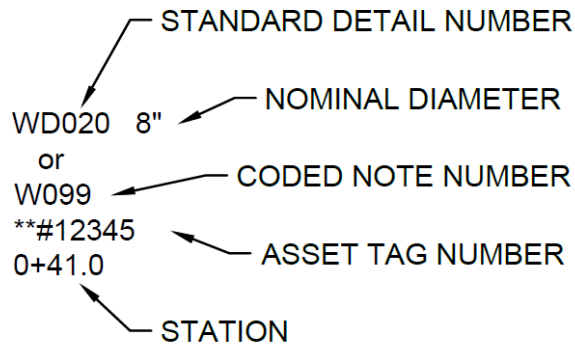 STANDARD DETAIL NUMBER
NOMINAL DIAMETER
WD020 8"
or
CODED NOTE NUMBER
W099
**#12345
ASSET TAG NUMBER
0+41.0
STATION